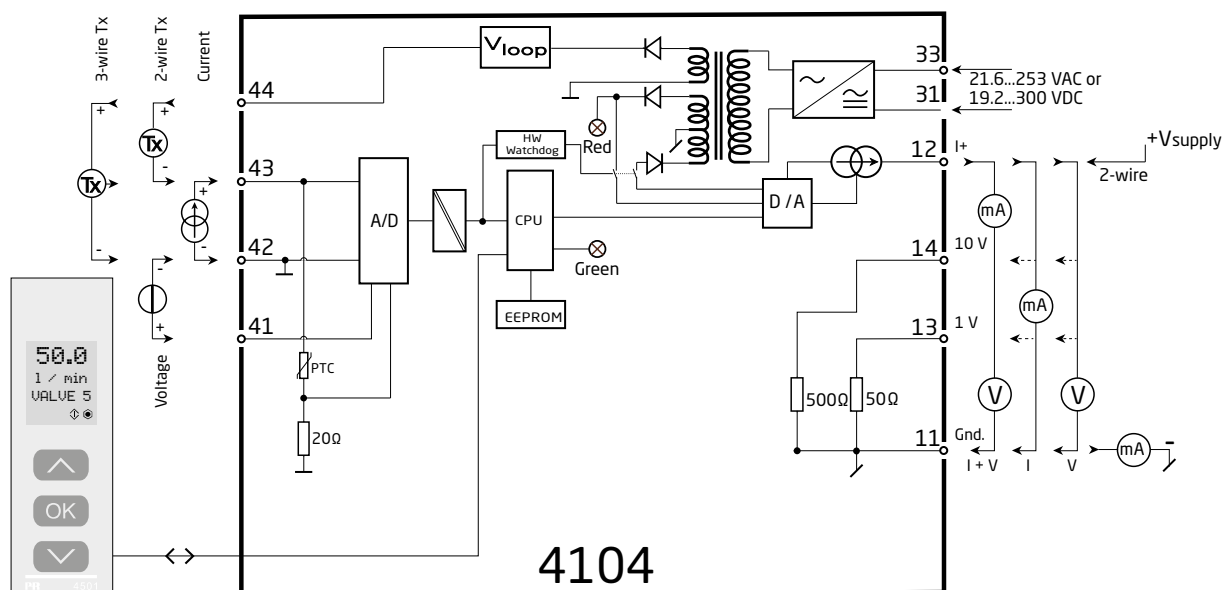 3-wire Tx
2-wire Tx
Current
+
+
Tx
-
Tx
+
-
-
-
+
Voltage
44
43
42
41
Vloop
Red
HW
Watchdog
A/D
CPU
Green
EEPROM
PTC
20Ω
D/A
33
21.6...253 VAC or
31
19.2...300 VDC
12
I+
+Vsupply
2-wire
mA
14
10 V
mA
13
1 V
500Ω
50Ω
V
V
11
Gnd.
I + V
I
V
mA
-
50.0
l / min
VALVE 5
OK
PR 4501
4104